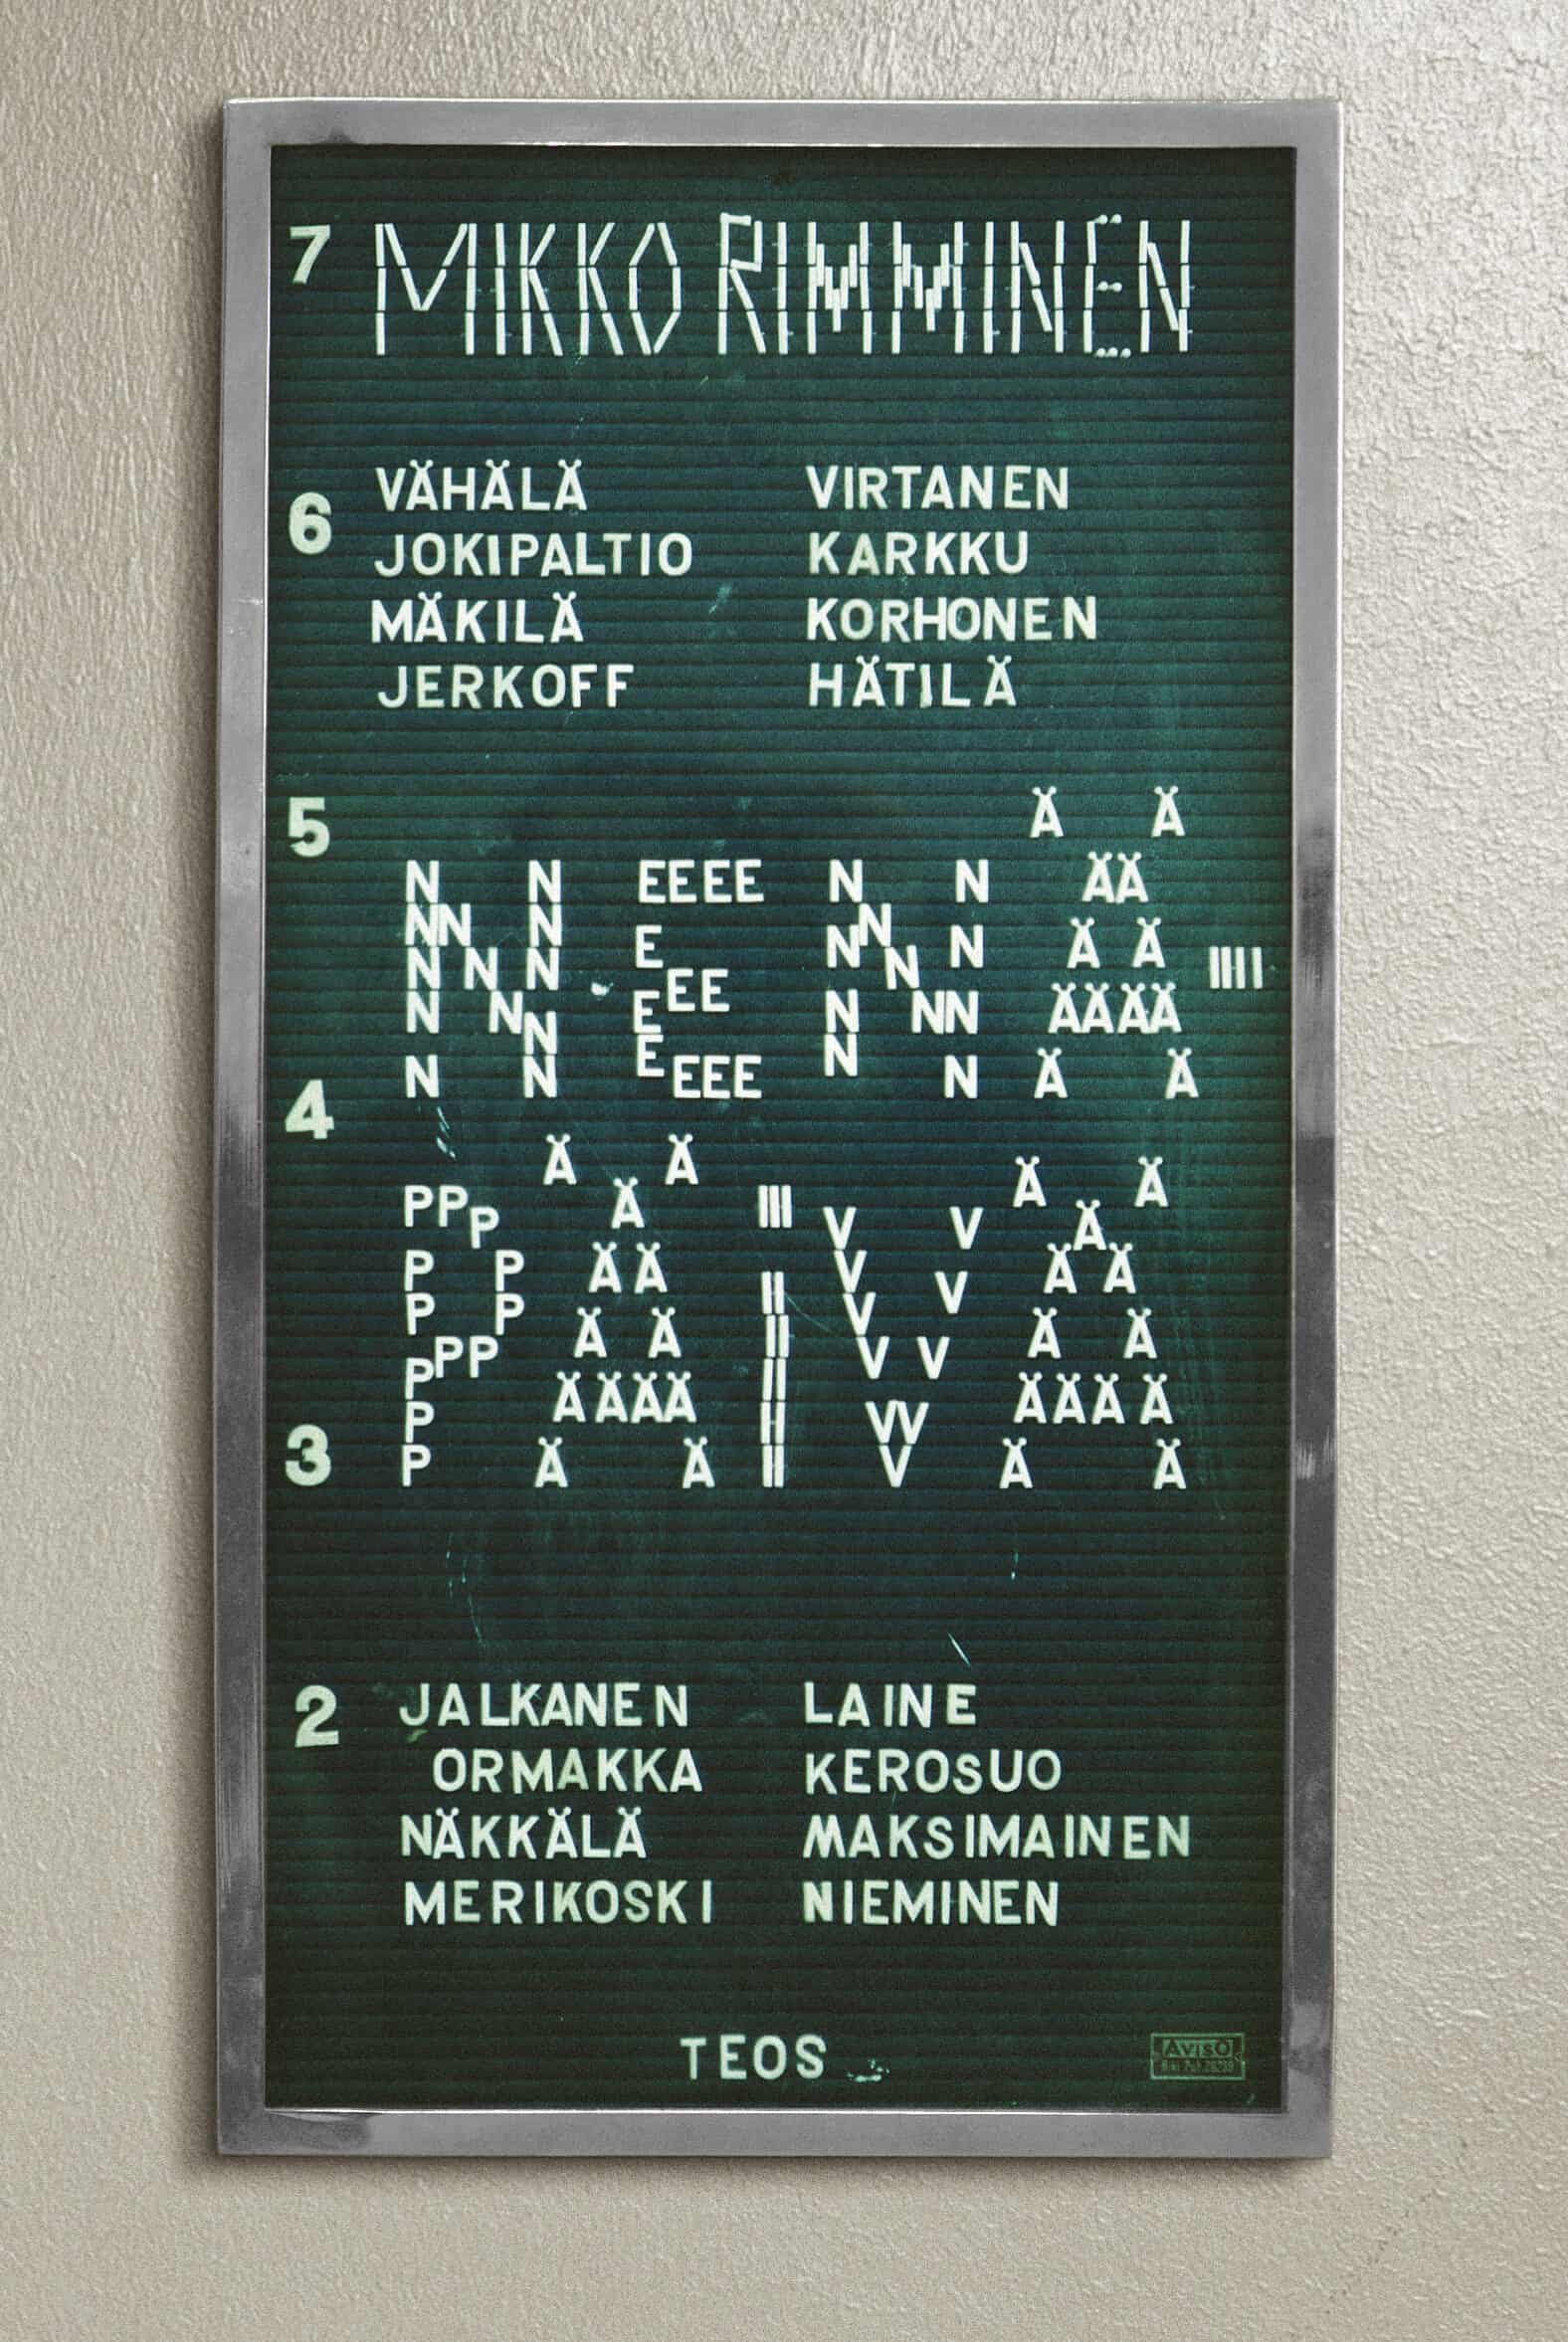 7 MIKKO RIMMINEN
6 VÄHÄLÄ VIRTANEN
JOKIPALTIO KARKKU
MÄKILÄ KORHONEN
JERKOFF HÄTILÄ
5
NENÄ-
4
PÄIVÄ
3
2 JALKANEN LAINE
ORMAKKA KEROSUO
NÄKKÄLÄ MAKSIMAINEN
MERIKOSKI NIEMINEN
TEOS
AVISO